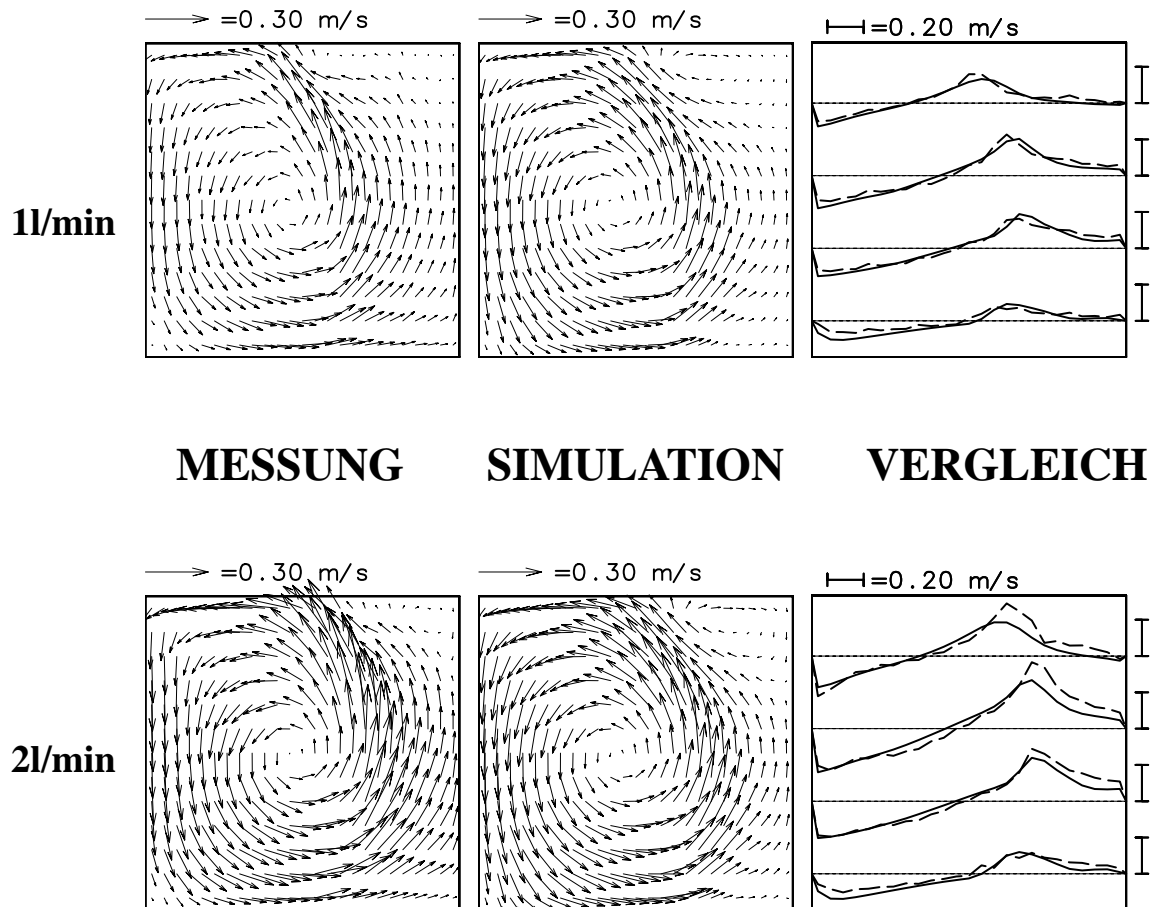 =0.30 m/s
=0.30 m/s
=0.20 m/s
1l/min
MESSUNG
SIMULATION
VERGLEICH
=0.30 m/s
=0.30 m/s
=0.20 m/s
2l/min